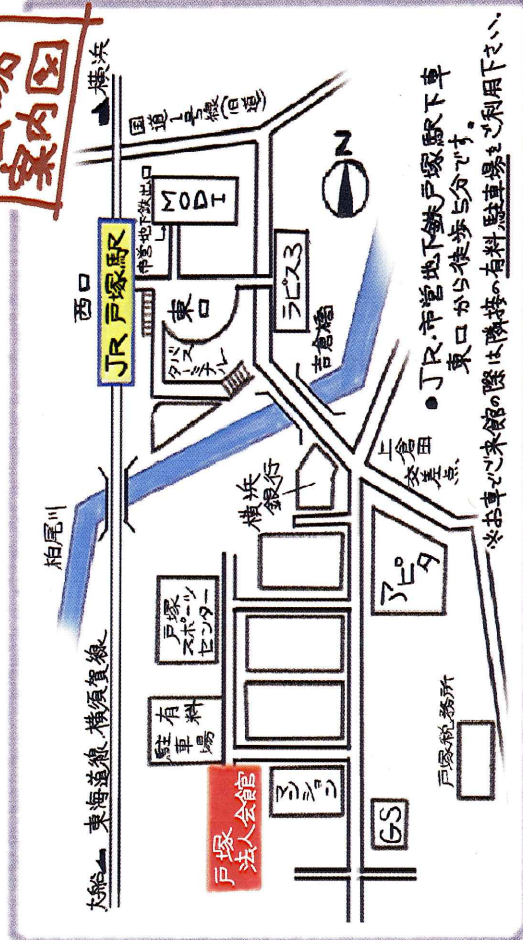 案内図
横浜
国道1号線(旧道)
西口
JR 戸塚駅
市営地下鉄出口
MODI
東口
バス
ターミナル
ラピス3
N
吉倉橋
柏尾川
横浜
銀行
上倉田
交差点
アピタ
大船
東海道線 横須賀線
戸塚
スポーツ
センター
有料
駐車場
戸塚
法人会館
マンション
GS
戸塚税務所
●JR・市営地下鉄戸塚駅下車
東口から徒歩5分です。
※お車でご来館の際は隣接の有料駐車場をご利用下さい。